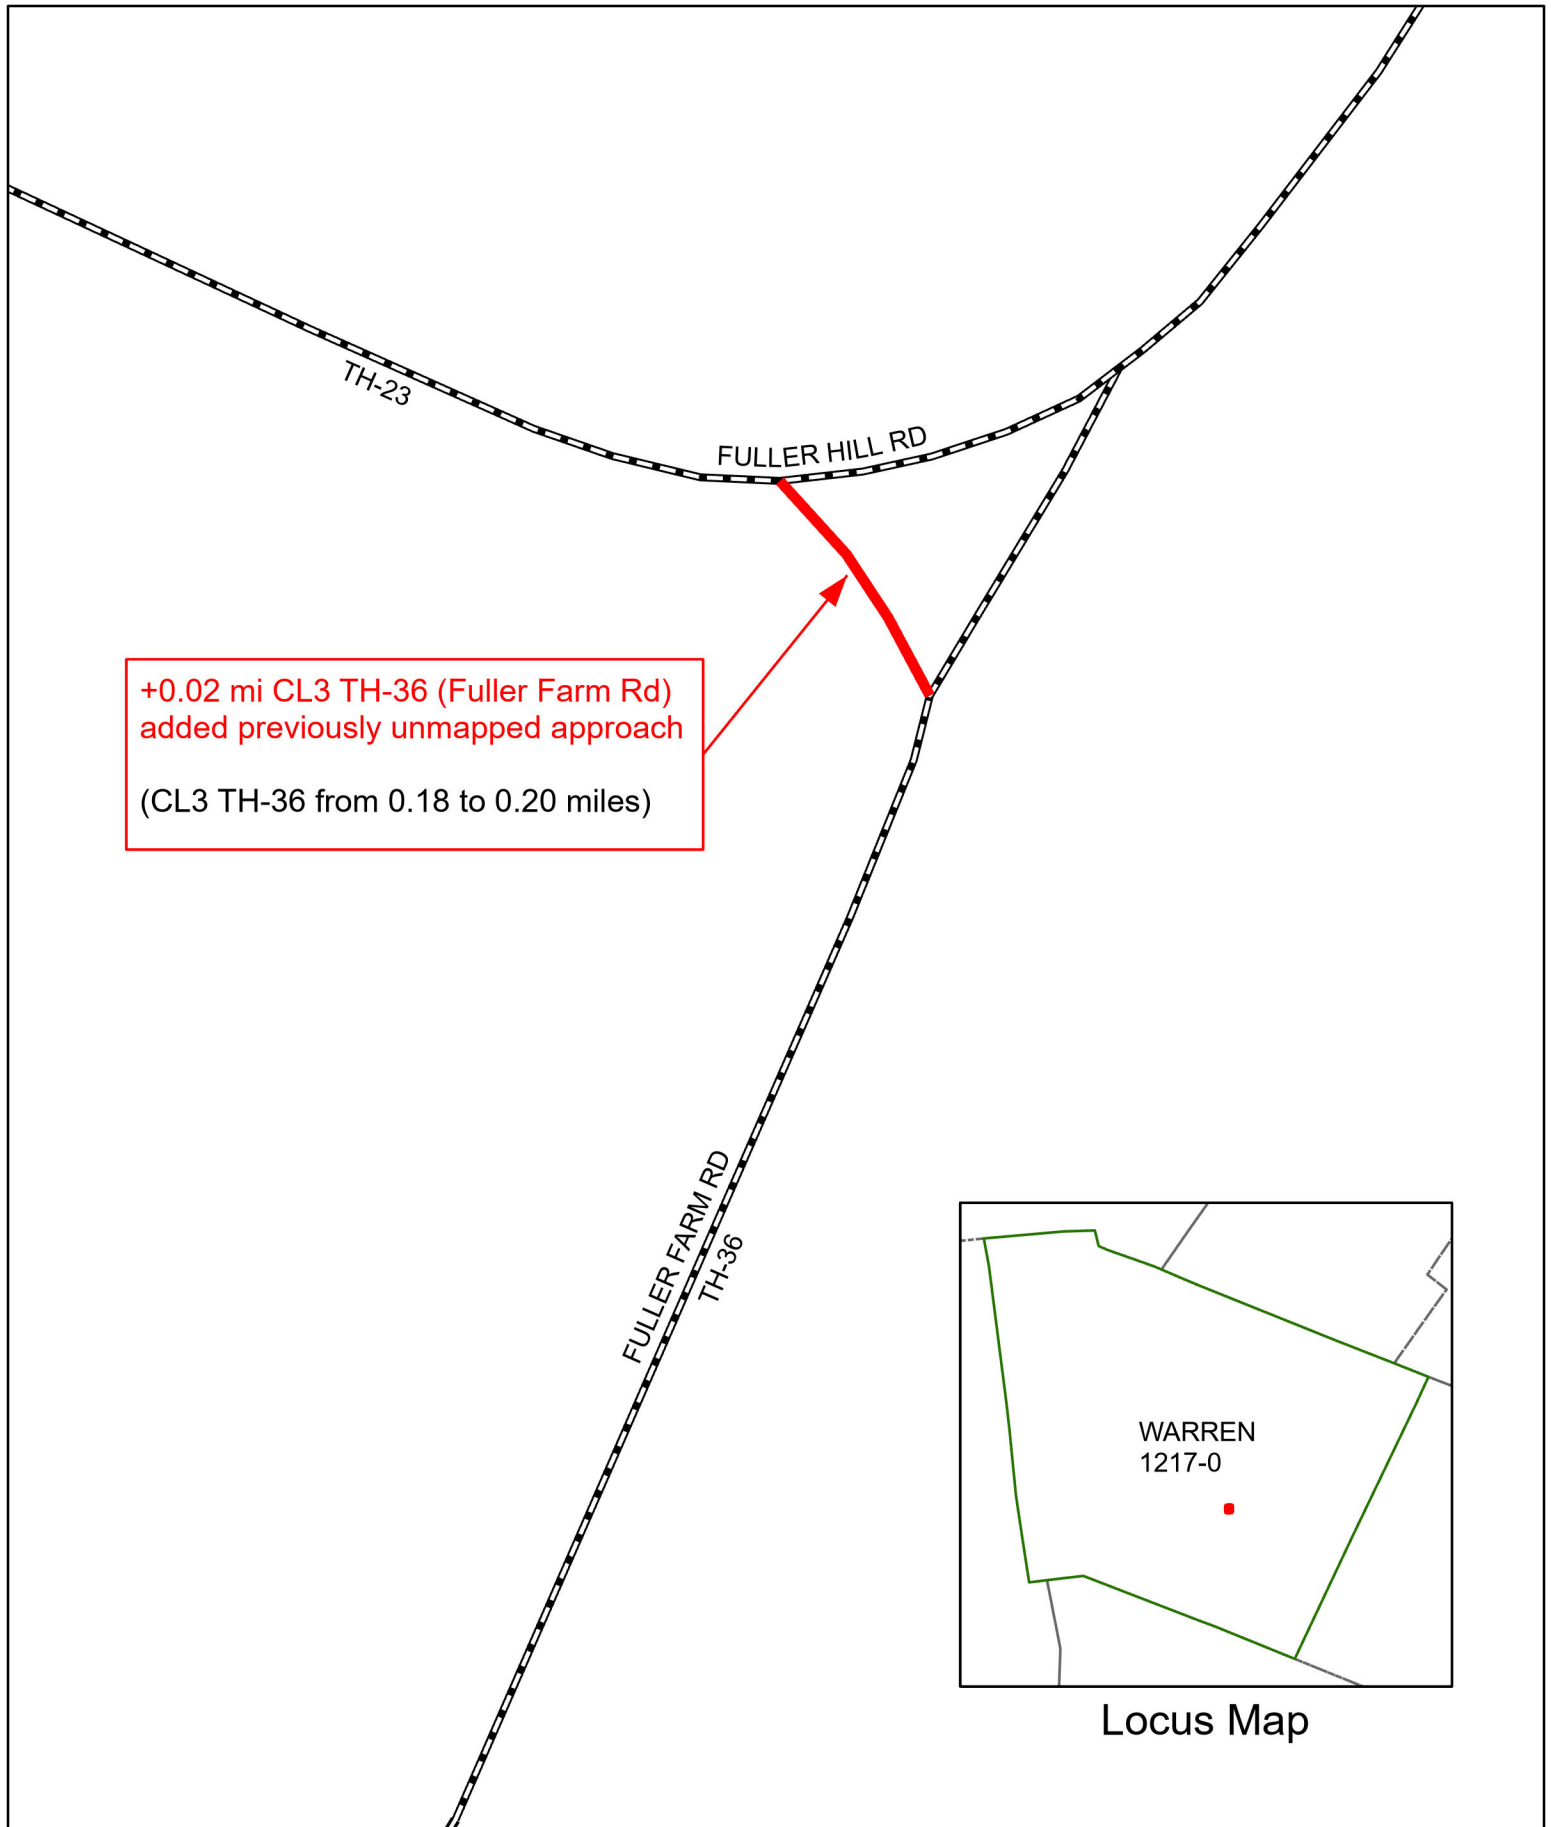 TH-23
FULLER HILL RD
+0.02 mi CL3 TH-36 (Fuller Farm Rd)
added previously unmapped approach
(CL3 TH-36 from 0.18 to 0.20 miles)
FULLER FARM RD
TH-36
WARREN
1217-0
Locus Map